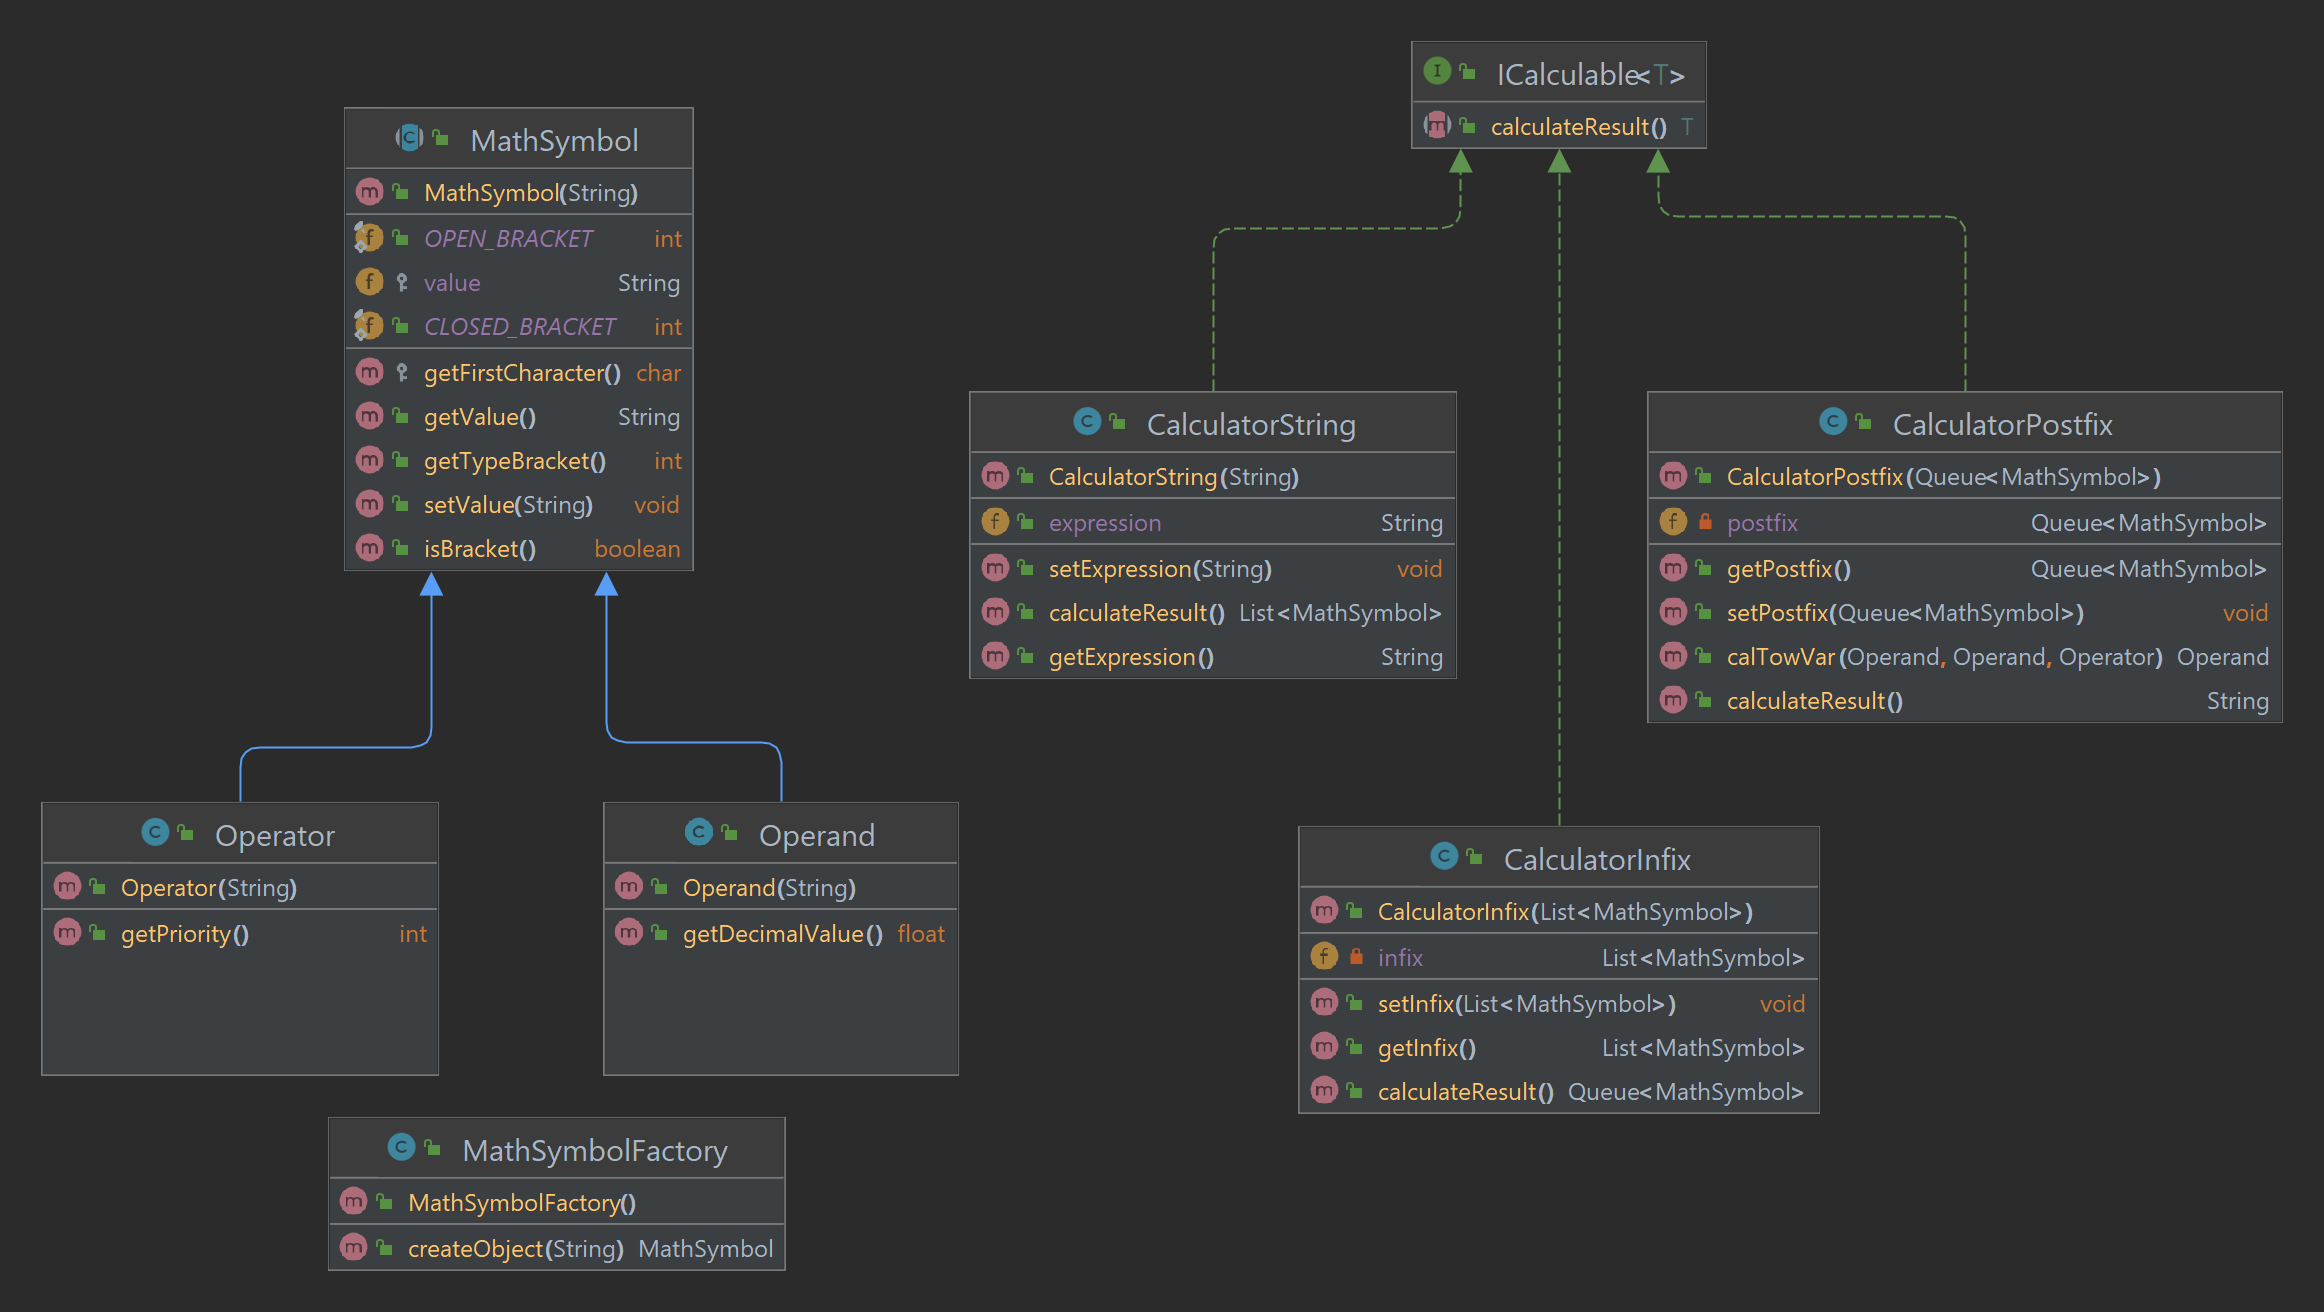 MathSymbol
MathSymbol(String)
OPEN_BRACKET int
value String
CLOSED_BRACKET int
getFirstCharacter() char
getValue() String
getTypeBracket() int
setValue(String) void
isBracket() boolean
ICalculable<T>
calculateResult() T
CalculatorString
CalculatorString(String)
expression String
setExpression(String) void
calculateResult() List<MathSymbol>
getExpression() String
CalculatorPostfix
CalculatorPostfix(Queue<MathSymbol>)
postfix Queue<MathSymbol>
getPostfix() Queue<MathSymbol>
setPostfix(Queue<MathSymbol>) void
calTowVar(Operand, Operand, Operator) Operand
calculateResult() String
Operator
Operator(String)
getPriority() int
Operand
Operand(String)
getDecimalValue() float
CalculatorInfix
CalculatorInfix(List<MathSymbol>)
infix List<MathSymbol>
setInfix(List<MathSymbol>) void
getInfix() List<MathSymbol>
calculateResult() Queue<MathSymbol>
MathSymbolFactory
MathSymbolFactory()
createObject(String) MathSymbol